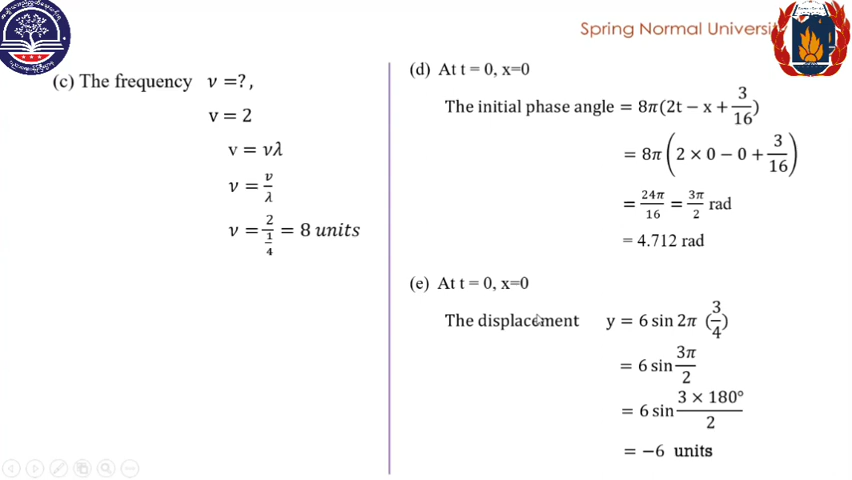 Spring Normal Universi
(c) The frequency ν =?,
v = 2
v = νλ
ν = v/λ
ν = 2/(1/4) = 8 units
(d) At t = 0, x=0
The initial phase angle = 8π(2t − x + 3/16)
= 8π(2 × 0 − 0 + 3/16)
= 24π/16 = 3π/2 rad
= 4.712 rad
(e) At t = 0, x=0
The displacement y = 6 sin 2π (3/4)
= 6 sin 3π/2
= 6 sin (3 × 180°)/2
= −6 units